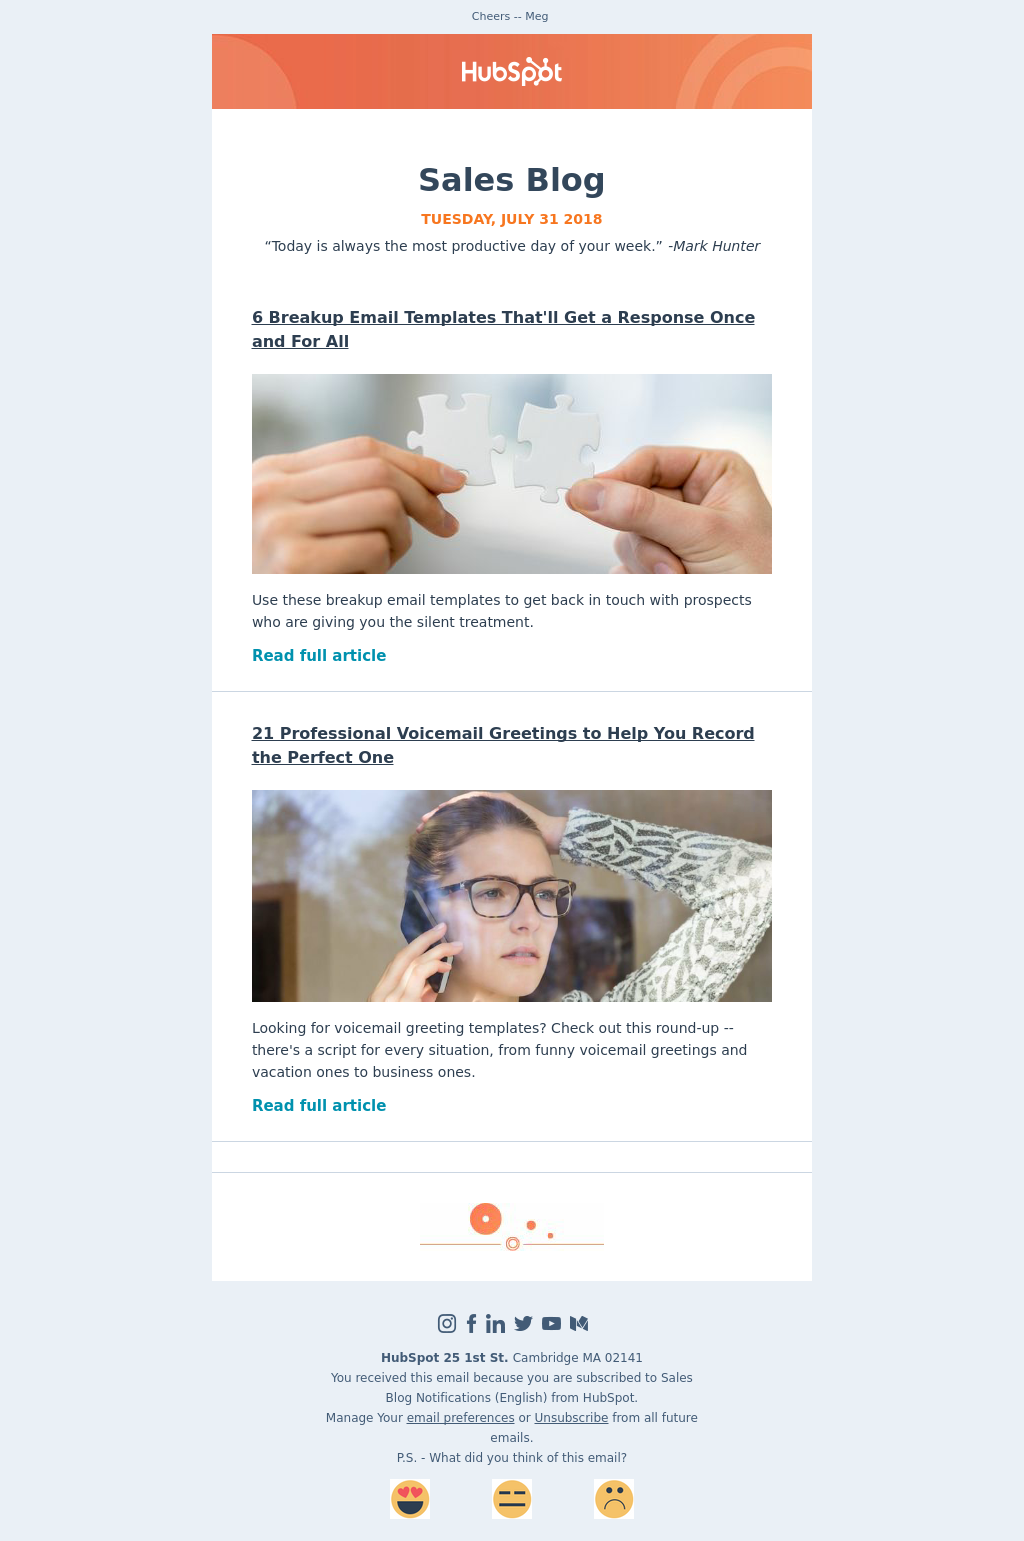 Cheers -- Meg
HubSpot
Sales Blog
TUESDAY, JULY 31 2018
“Today is always the most productive day of your week.” -Mark Hunter
6 Breakup Email Templates That'll Get a Response Once
and For All
Use these breakup email templates to get back in touch with prospects
who are giving you the silent treatment.
Read full article
21 Professional Voicemail Greetings to Help You Record
the Perfect One
Looking for voicemail greeting templates? Check out this round-up --
there's a script for every situation, from funny voicemail greetings and
vacation ones to business ones.
Read full article
HubSpot 25 1st St. Cambridge MA 02141
You received this email because you are subscribed to Sales
Blog Notifications (English) from HubSpot.
Manage Your email preferences or Unsubscribe from all future
emails.
P.S. - What did you think of this email?